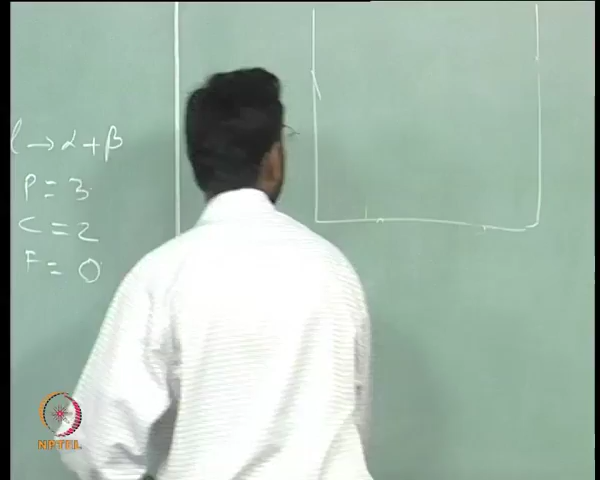 l → α + β
P = 3
C = 2
F = 0
NPTEL